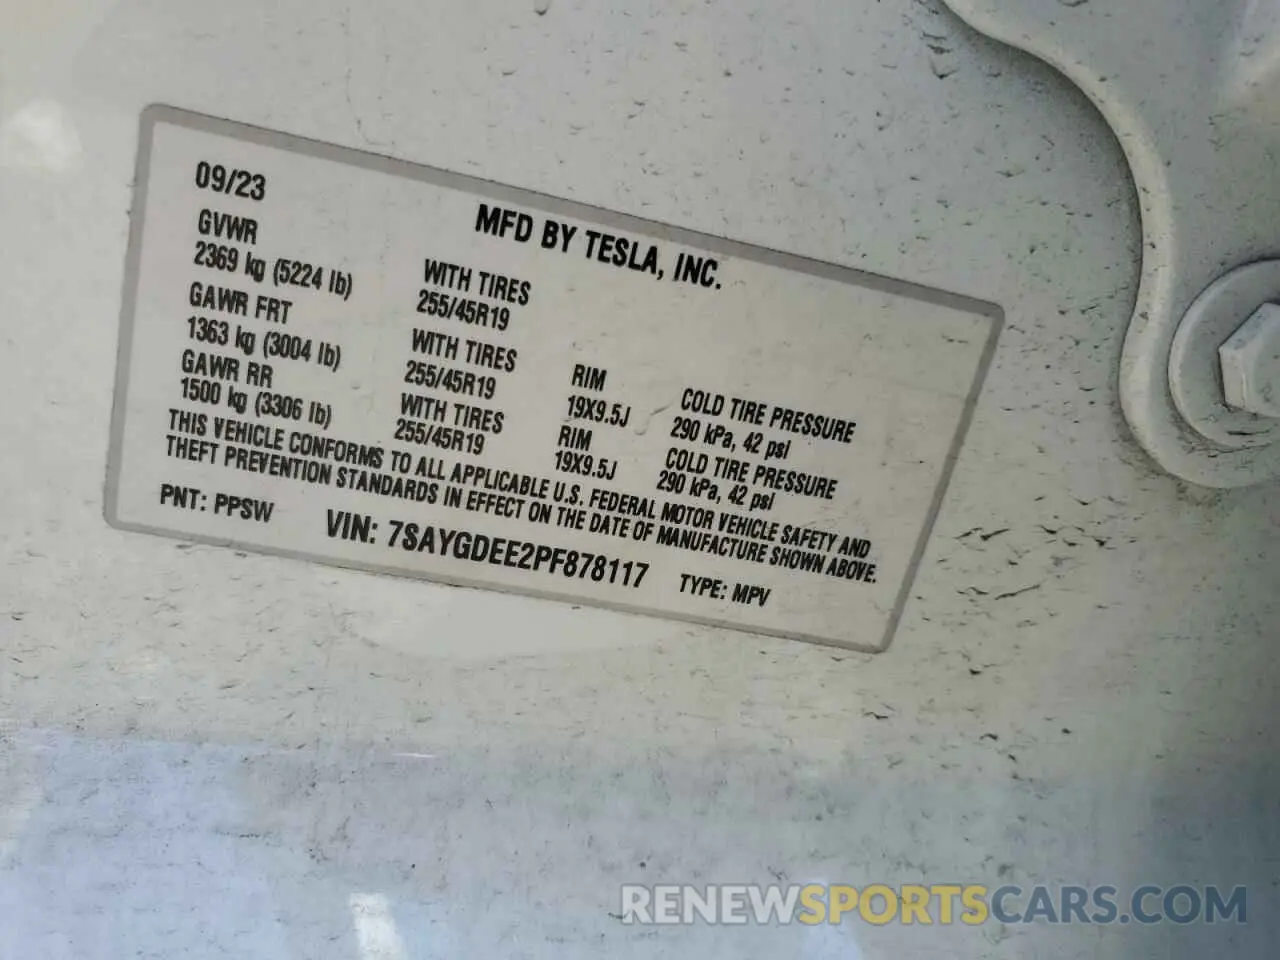 09/23
MFD BY TESLA, INC.
GVWR
2369 kg (5224 lb)
WITH TIRES
255/45R19
GAWR FRT
1363 kg (3004 lb)
WITH TIRES
255/45R19
RIM
19X9.5J
COLD TIRE PRESSURE
290 kPa, 42 psi
GAWR RR
1500 kg (3306 lb)
WITH TIRES
255/45R19
RIM
19X9.5J
COLD TIRE PRESSURE
290 kPa, 42 psi
THIS VEHICLE CONFORMS TO ALL APPLICABLE U.S. FEDERAL MOTOR VEHICLE SAFETY AND
THEFT PREVENTION STANDARDS IN EFFECT ON THE DATE OF MANUFACTURE SHOWN ABOVE.
PNT: PPSW VIN: 7SAYGDEE2PF878117 TYPE: MPV
RENEWSPORTSCARS.COM